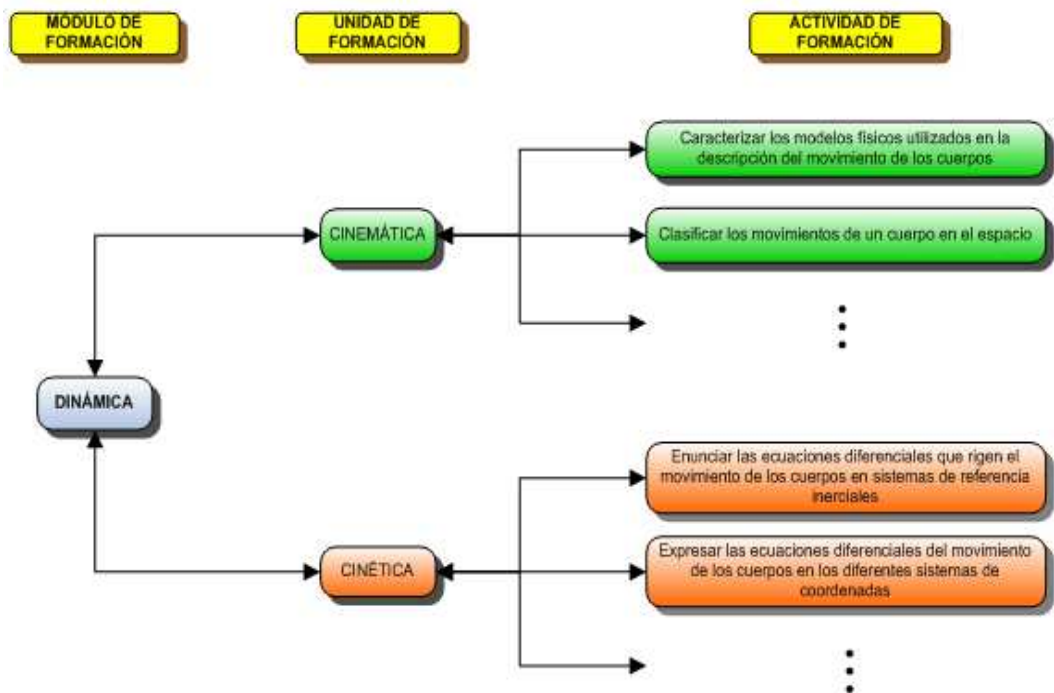 MÓDULO DE
FORMACIÓN
UNIDAD DE
FORMACIÓN
ACTIVIDAD DE
FORMACIÓN
Caracterizar los modelos físicos utilizados en la
descripción del movimiento de los cuerpos
CINEMÁTICA
Clasificar los movimientos de un cuerpo en el espacio
DINÁMICA
Enunciar las ecuaciones diferenciales que rigen el
movimiento de los cuerpos en sistemas de referencia
inerciales
CINÉTICA
Expresar las ecuaciones diferenciales del movimiento
de los cuerpos en los diferentes sistemas de
coordenadas